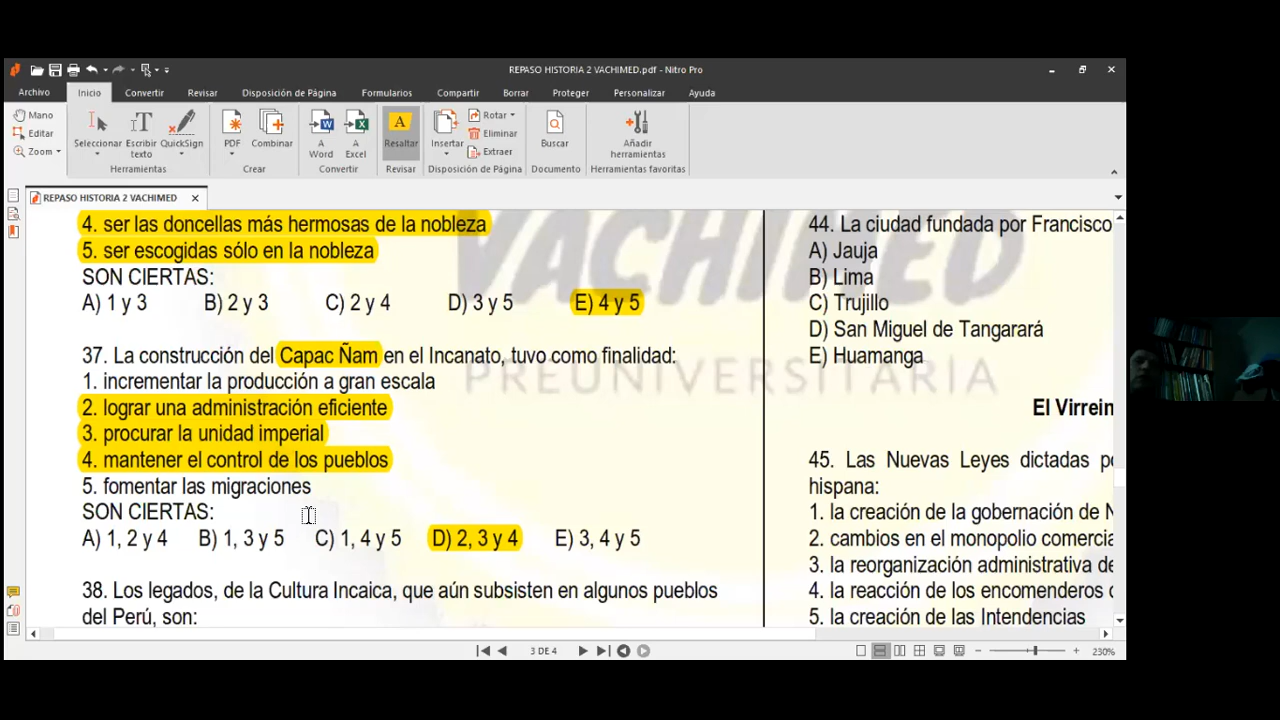 REPASO HISTORIA 2 VACHIMED.pdf - Nitro Pro
Archivo Inicio Convertir Revisar Disposición de Página Formularios Compartir Borrar Proteger Personalizar Ayuda
Mano
Editar
Zoom
Seleccionar
Escribir texto
QuickSign
Herramientas
PDF
Combinar
Crear
A Word
A Excel
Convertir
Resaltar
Revisar
Insertar
Rotar
Eliminar
Extraer
Disposición de Página
Buscar
Documento
Añadir herramientas
Herramientas favoritas
REPASO HISTORIA 2 VACHIMED
VACHIMED
PREUNIVERSITARIA
4. ser las doncellas más hermosas de la nobleza
5. ser escogidas sólo en la nobleza
SON CIERTAS:
A) 1 y 3 B) 2 y 3 C) 2 y 4 D) 3 y 5 E) 4 y 5
37. La construcción del Capac Ñam en el Incanato, tuvo como finalidad:
1. incrementar la producción a gran escala
2. lograr una administración eficiente
3. procurar la unidad imperial
4. mantener el control de los pueblos
5. fomentar las migraciones
SON CIERTAS:
A) 1, 2 y 4 B) 1, 3 y 5 C) 1, 4 y 5 D) 2, 3 y 4 E) 3, 4 y 5
38. Los legados, de la Cultura Incaica, que aún subsisten en algunos pueblos
del Perú, son:
44. La ciudad fundada por Francisco
A) Jauja
B) Lima
C) Trujillo
D) San Miguel de Tangarará
E) Huamanga
El Virrein
45. Las Nuevas Leyes dictadas
hispana:
1. la creación de la gobernación de
2. cambios en el monopolio comercia
3. la reorganización administrativa de
4. la reacción de los encomenderos
5. la creación de las Intendencias
3 DE 4
230%